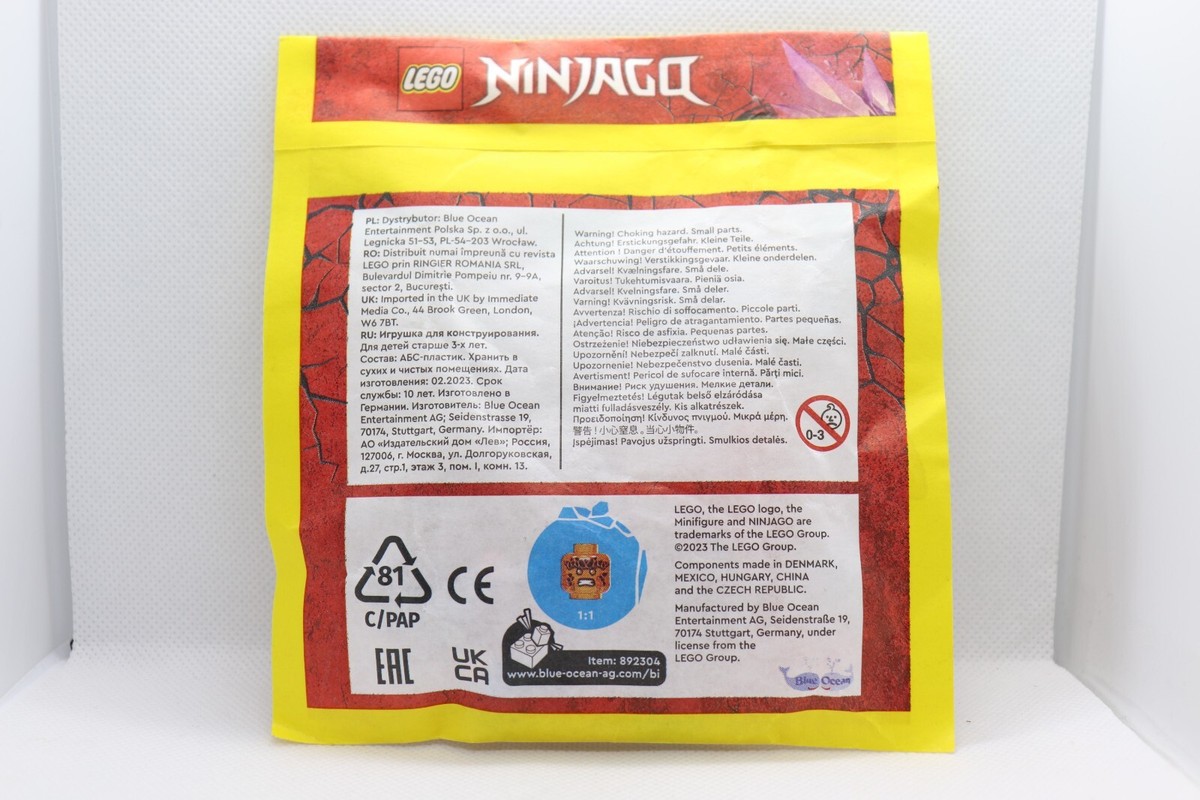 LEGO NINJAGO
PL: Dystrybutor: Blue Ocean
Entertainment Polska Sp. z o.o., ul.
Legnicka 51-53, PL-54-203 Wrocław.
RO: Distribuit numai împreună cu revista
LEGO prin RINGIER ROMANIA SRL,
Bulevardul Dimitrie Pompeiu nr. 9-9A,
sector 2, București.
UK: Imported in the UK by Immediate
Media Co., 44 Brook Green, London,
W6 7BT.
RU: Игрушка для конструирования.
Для детей старше 3-х лет.
Состав: АБС-пластик. Хранить в
сухих и чистых помещениях. Дата
изготовления: 02.2023. Срок
службы: 10 лет. Изготовлено в
Германии. Изготовитель: Blue Ocean
Entertainment AG; Seidenstrasse 19,
70174, Stuttgart, Germany. Импортёр:
АО «Издательский дом «Лев»; Россия,
127006, г. Москва, ул. Долгоруковская,
д.27, стр.1, этаж 3, пом. I, комн. 13.
Warning! Choking hazard. Small parts.
Achtung! Erstickungsgefahr. Kleine Teile.
Attention ! Danger d'étouffement. Petits éléments.
Waarschuwing! Verstikkingsgevaar. Kleine onderdelen.
Advarsel! Kvælningsfare. Små dele.
Varoitus! Tukehtumisvaara. Pieniä osia.
Advarsel! Kvelningsfare. Små deler.
Varning! Kvävningsrisk. Små delar.
Avvertenza! Rischio di soffocamento. Piccole parti.
¡Advertencia! Peligro de atragantamiento. Partes pequeñas.
Atenção! Risco de asfixia. Pequenas partes.
Ostrzeżenie! Niebezpieczeństwo udławienia się. Małe części.
Upozornění! Nebezpečí zalknutí. Malé části.
Upozornenie! Nebezpečenstvo dusenia. Malé časti.
Avertisment! Pericol de sufocare internă. Părți mici.
Внимание! Риск удушения. Мелкие детали.
Figyelmeztetés! Légutak belső elzáródása
miatti fulladásveszély. Kis alkatrészek.
Προειδοποίηση! Κίνδυνος πνιγμού. Μικρά μέρη.
警告！小心窒息。当心小物件。
Įspėjimas! Pavojus užspringti. Smulkios detalės.
0-3
81
C/PAP
CE
EAC
UK
CA
1:1
Item: 892304
www.blue-ocean-ag.com/bi
LEGO, the LEGO logo, the
Minifigure and NINJAGO are
trademarks of the LEGO Group.
©2023 The LEGO Group.
Components made in DENMARK,
MEXICO, HUNGARY, CHINA
and the CZECH REPUBLIC.
Manufactured by Blue Ocean
Entertainment AG, Seidenstraße 19,
70174 Stuttgart, Germany, under
license from the
LEGO Group.
Blue Ocean